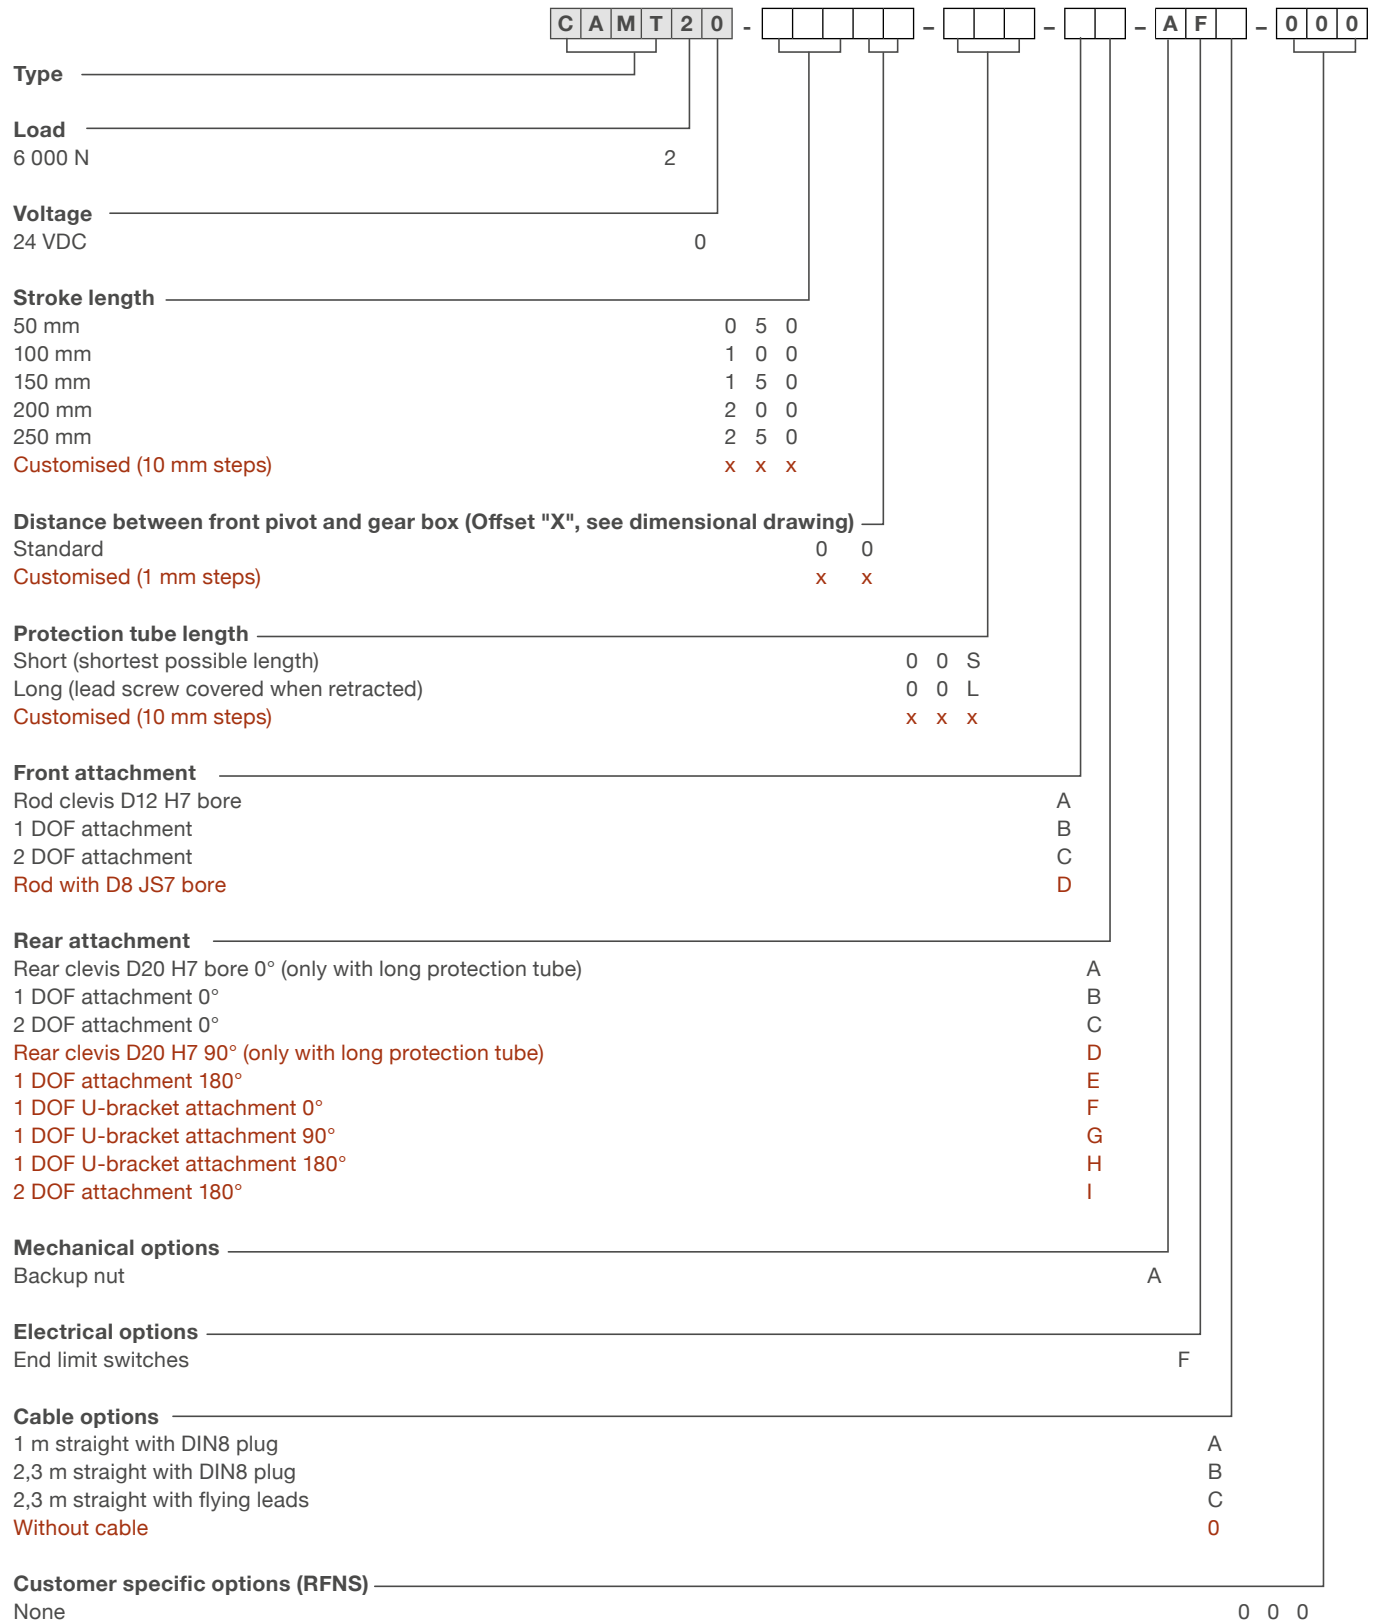 C A M T 2 0 - - - - A F - 0 0 0
Type
Load
6 000 N 2
Voltage
24 VDC 0
Stroke length
50 mm 0 5 0
100 mm 1 0 0
150 mm 1 5 0
200 mm 2 0 0
250 mm 2 5 0
Customised (10 mm steps) x x x
Distance between front pivot and gear box (Offset "X", see dimensional drawing)
Standard 0 0
Customised (1 mm steps) x x
Protection tube length
Short (shortest possible length) 0 0 S
Long (lead screw covered when retracted) 0 0 L
Customised (10 mm steps) x x x
Front attachment
Rod clevis D12 H7 bore A
1 DOF attachment B
2 DOF attachment C
Rod with D8 JS7 bore D
Rear attachment
Rear clevis D20 H7 bore 0° (only with long protection tube) A
1 DOF attachment 0° B
2 DOF attachment 0° C
Rear clevis D20 H7 90° (only with long protection tube) D
1 DOF attachment 180° E
1 DOF U-bracket attachment 0° F
1 DOF U-bracket attachment 90° G
1 DOF U-bracket attachment 180° H
2 DOF attachment 180° I
Mechanical options
Backup nut A
Electrical options
End limit switches F
Cable options
1 m straight with DIN8 plug A
2,3 m straight with DIN8 plug B
2,3 m straight with flying leads C
Without cable 0
Customer specific options (RFNS)
None 0 0 0